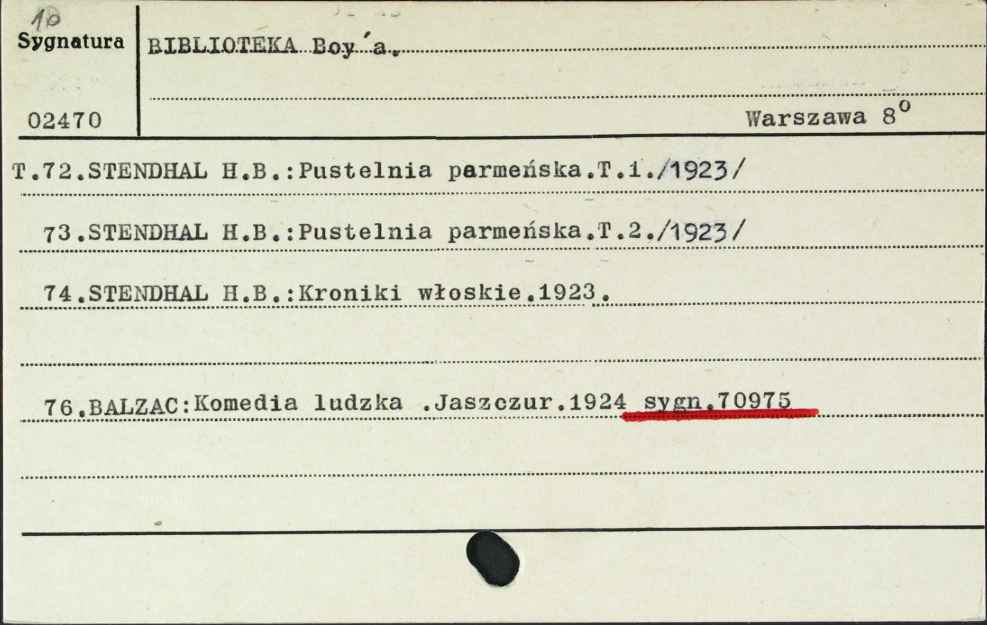 10
Sygnatura
BIBLIOTEKA Boy´a.
02470
Warszawa 8⁰
T.72.STENDHAL H.B.:Pustelnia parmeńska.T.1./1923/
73.STENDHAL H.B.:Pustelnia parmeńska.T.2./1923/
74.STENDHAL H.B.:Kroniki włoskie.1923.
76.BALZAC:Komedia ludzka .Jaszczur.1924 sygn.70975